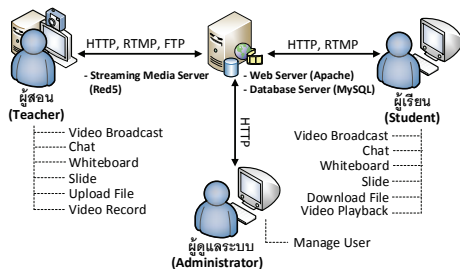 HTTP, RTMP, FTP
HTTP, RTMP
- Streaming Media Server
(Red5)
- Web Server (Apache)
- Database Server (MySQL)
ผู้สอน
(Teacher)
Video Broadcast
Chat
Whiteboard
Slide
Upload File
Video Record
HTTP
ผู้เรียน
(Student)
Video Broadcast
Chat
Whiteboard
Slide
Download File
Video Playback
ผู้ดูแลระบบ
(Administrator)
Manage User